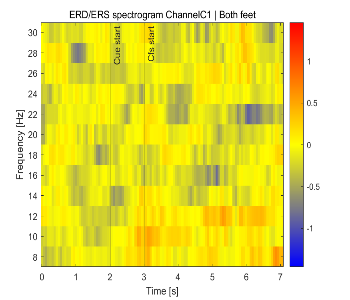 ERD/ERS spectrogram ChannelC1 | Both feet
Cue start
Cfs start
Frequency [Hz]
30
28
26
24
22
20
18
16
14
12
10
8
0 1 2 3 4 5 6 7
Time [s]
1
0.5
0
-0.5
-1